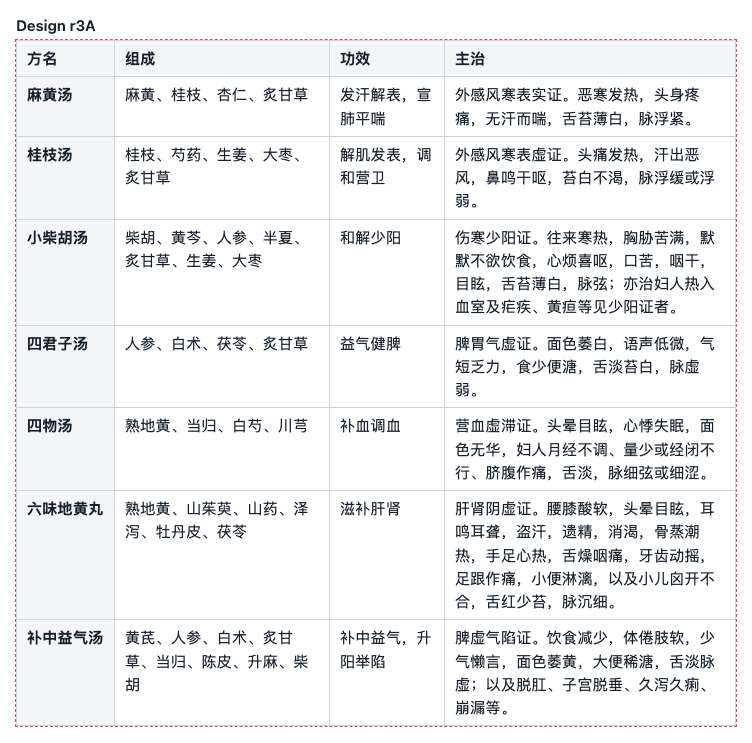 Design r3A
方名 组成 功效 主治
麻黄汤 麻黄、桂枝、杏仁、炙甘草 发汗解表，宣 外感风寒表实证。恶寒发热，头身疼
肺平喘 痛，无汗而喘，舌苔薄白，脉浮紧。
桂枝汤 桂枝、芍药、生姜、大枣、 解肌发表，调 外感风寒表虚证。头痛发热，汗出恶
炙甘草 和营卫 风，鼻鸣干呕，苔白不渴，脉浮缓或浮
弱。
小柴胡汤 柴胡、黄芩、人参、半夏、 和解少阳 伤寒少阳证。往来寒热，胸胁苦满，默
炙甘草、生姜、大枣 默不欲饮食，心烦喜呕，口苦，咽干，
目眩，舌苔薄白，脉弦；亦治妇人热入
血室及疟疾、黄疸等见少阳证者。
四君子汤 人参、白术、茯苓、炙甘草 益气健脾 脾胃气虚证。面色萎白，语声低微，气
短乏力，食少便溏，舌淡苔白，脉虚
弱。
四物汤 熟地黄、当归、白芍、川芎 补血调血 营血虚滞证。头晕目眩，心悸失眠，面
色无华，妇人月经不调、量少或经闭不
行、脐腹作痛，舌淡，脉细弦或细涩。
六味地黄丸 熟地黄、山茱萸、山药、泽 滋补肝肾 肝肾阴虚证。腰膝酸软，头晕目眩，耳
泻、牡丹皮、茯苓 鸣耳聋，盗汗，遗精，消渴，骨蒸潮
热，手足心热，舌燥咽痛，牙齿动摇，
足跟作痛，小便淋漓，以及小儿囟开不
合，舌红少苔，脉沉细。
补中益气汤 黄芪、人参、白术、炙甘 补中益气，升 脾虚气陷证。饮食减少，体倦肢软，少
草、当归、陈皮、升麻、柴 阳举陷 气懒言，面色萎黄，大便稀溏，舌淡脉
胡 虚；以及脱肛、子宫脱垂、久泻久痢、
崩漏等。